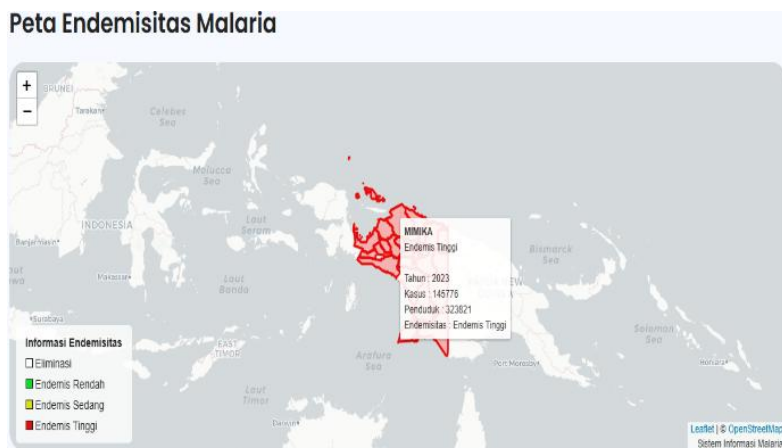 Peta Endemisitas Malaria
+
−
BRUNEI
Tarakan
Celebes
Sea
Molucca
Sea
INDONESIA
Laut
Seram
Banjarmasin
Makassar
Laut
Banda
Surabaya
EAST
TIMOR
Arafura
Sea
Laut
Timor
Darwin
Bismarck
Sea
Solomon
Sea
Port Moresby
Honiara
MIMIKA
Endemis Tinggi
Tahun : 2023
Kasus : 145776
Penduduk : 323821
Endemisitas : Endemis Tinggi
Informasi Endemisitas
Eliminasi
Endemis Rendah
Endemis Sedang
Endemis Tinggi
Leaflet | © OpenStreetMap
Sistem Informasi Malaria